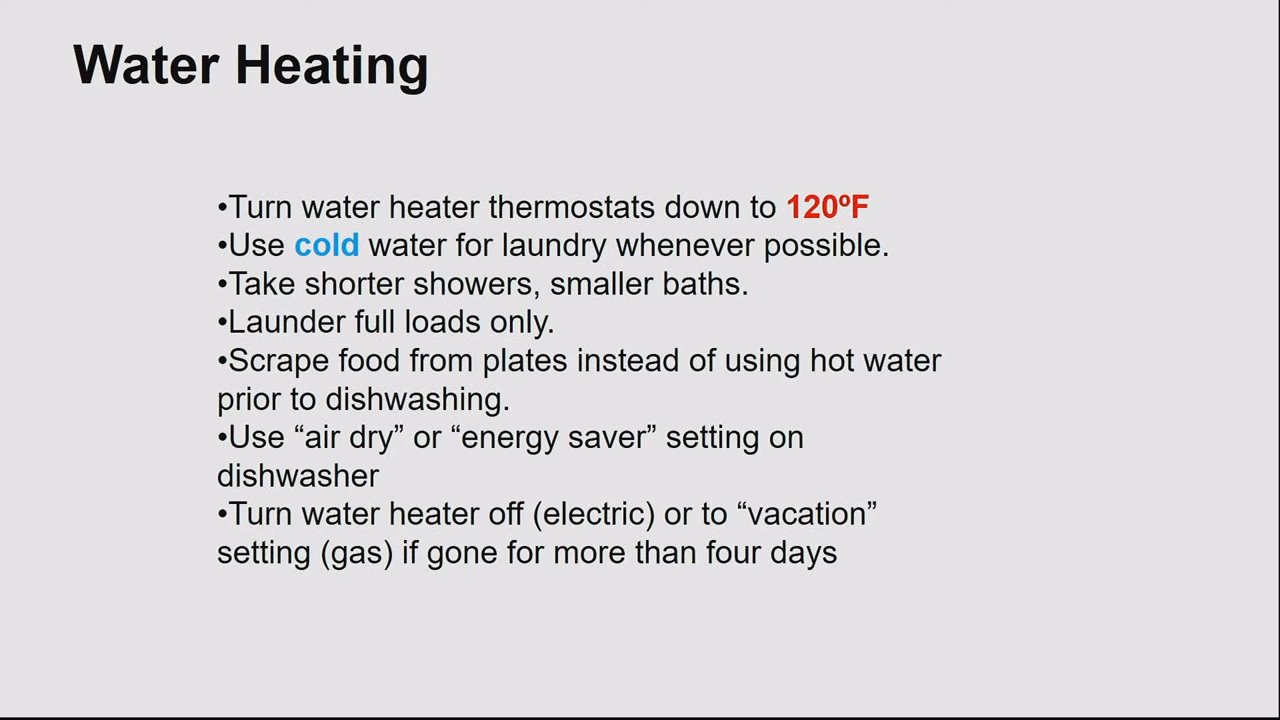 Water Heating
•Turn water heater thermostats down to 120ºF
•Use cold water for laundry whenever possible.
•Take shorter showers, smaller baths.
•Launder full loads only.
•Scrape food from plates instead of using hot water
prior to dishwashing.
•Use “air dry” or “energy saver” setting on
dishwasher
•Turn water heater off (electric) or to “vacation”
setting (gas) if gone for more than four days